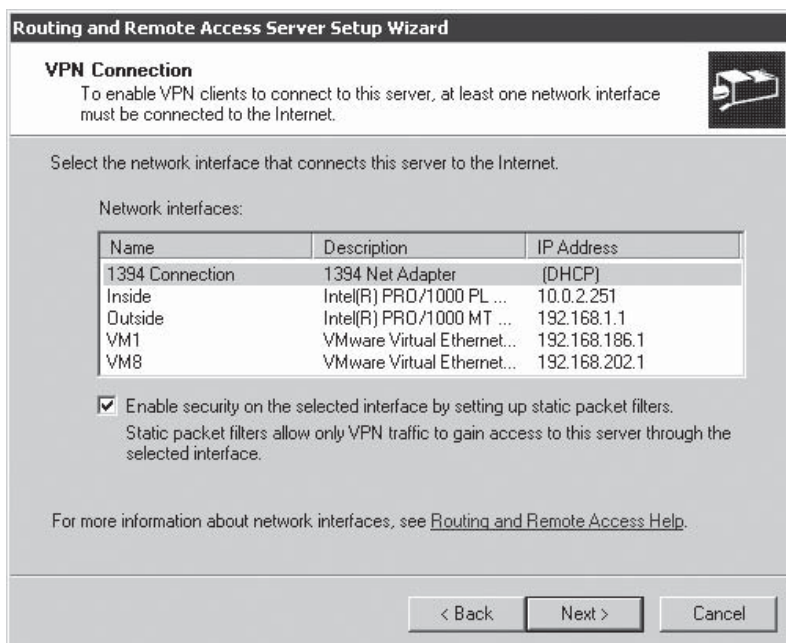 Routing and Remote Access Server Setup Wizard
VPN Connection
To enable VPN clients to connect to this server, at least one network interface
must be connected to the Internet.
Select the network interface that connects this server to the Internet.
Network interfaces:
Name Description IP Address
1394 Connection 1394 Net Adapter (DHCP)
Inside Intel(R) PRO/1000 PL ... 10.0.2.251
Outside Intel(R) PRO/1000 MT ... 192.168.1.1
VM1 VMware Virtual Ethernet... 192.168.186.1
VM8 VMware Virtual Ethernet... 192.168.202.1
Enable security on the selected interface by setting up static packet filters.
Static packet filters allow only VPN traffic to gain access to this server through the
selected interface.
For more information about network interfaces, see Routing and Remote Access Help.
< Back Next > Cancel